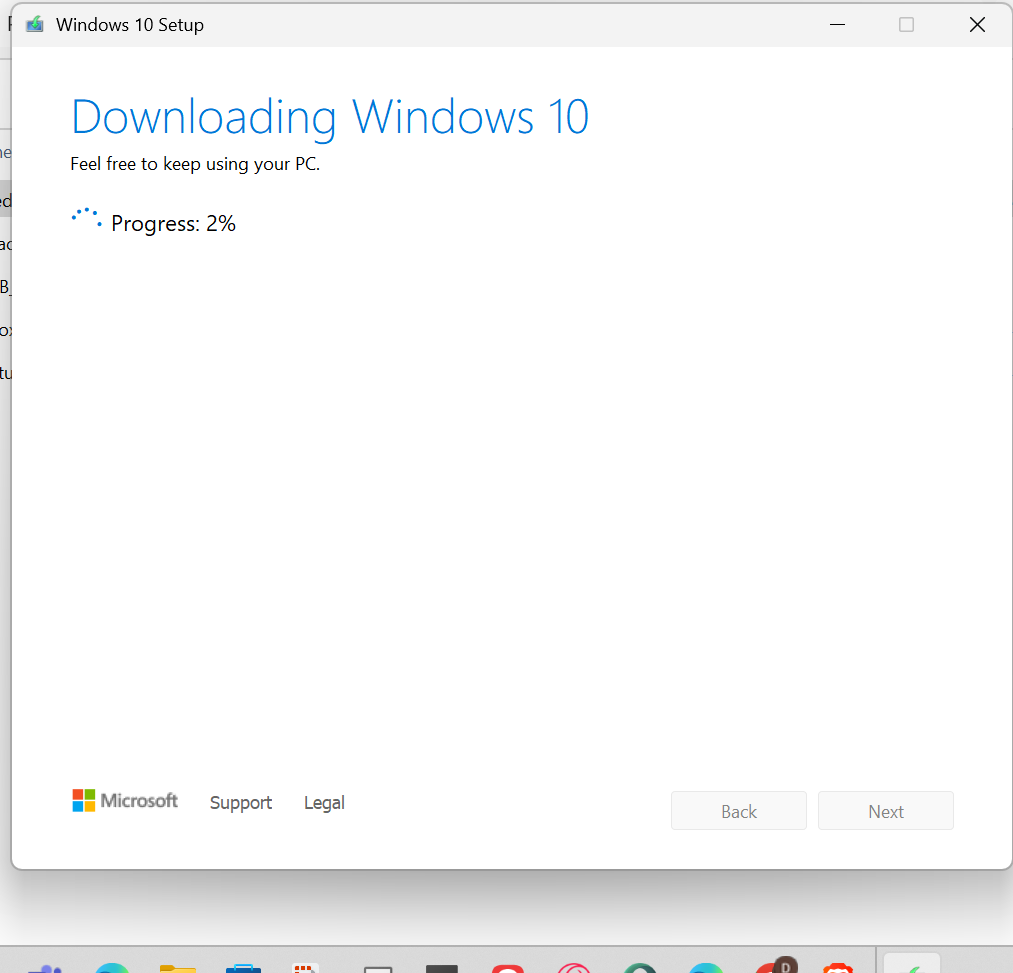 Windows 10 Setup
Downloading Windows 10
Feel free to keep using your PC.
Progress: 2%
Microsoft Support Legal
Back Next
D